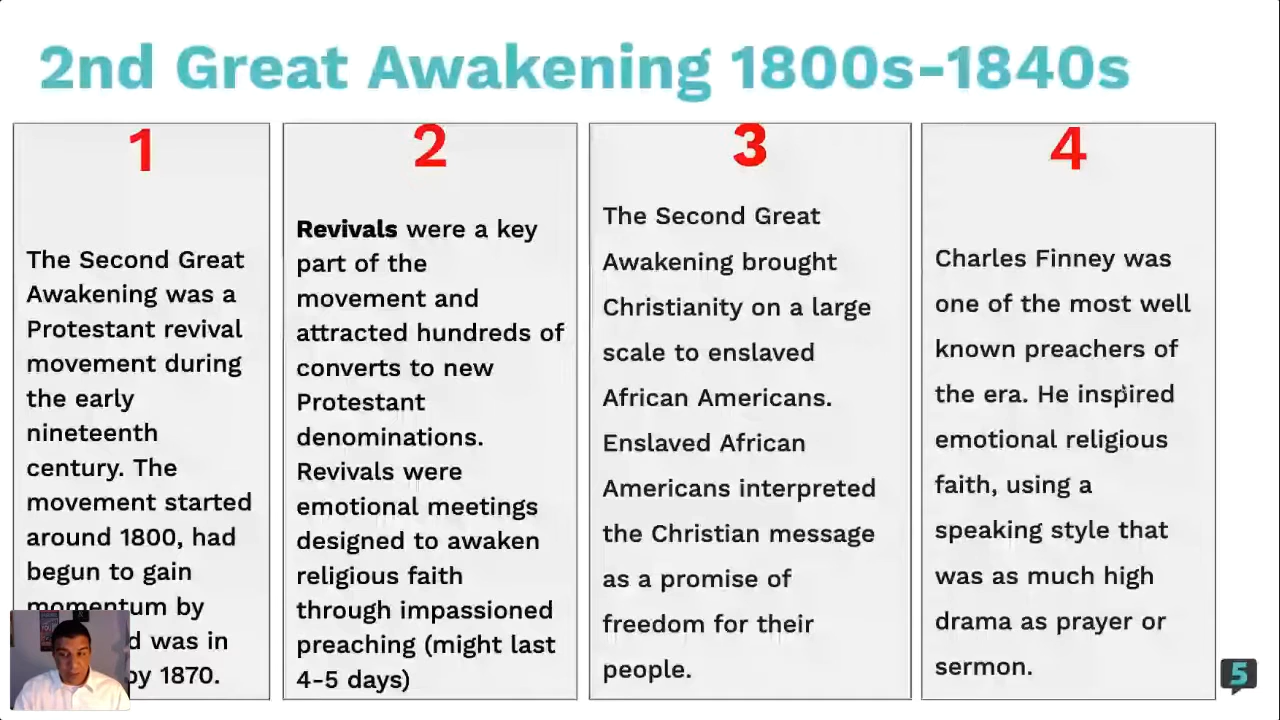 2nd Great Awakening 1800s-1840s
1
The Second Great
Awakening was a
Protestant revival
movement during
the early
nineteenth
century. The
movement started
around 1800, had
begun to gain
momentum by
was in
by 1870.
2
Revivals were a key
part of the
movement and
attracted hundreds of
converts to new
Protestant
denominations.
Revivals were
emotional meetings
designed to awaken
religious faith
through impassioned
preaching (might last
4-5 days)
3
The Second Great
Awakening brought
Christianity on a large
scale to enslaved
African Americans.
Enslaved African
Americans interpreted
the Christian message
as a promise of
freedom for their
people.
4
Charles Finney was
one of the most well
known preachers of
the era. He inspired
emotional religious
faith, using a
speaking style that
was as much high
drama as prayer or
sermon.
5